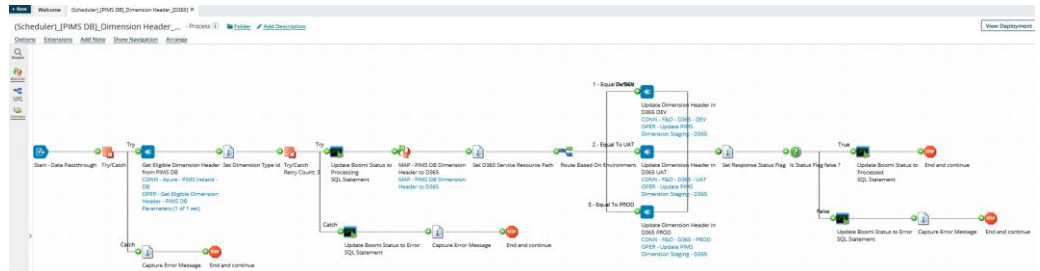 + New
Welcome
(Scheduler)_[PIMS DB]_Dimension Header_[D365]
(Scheduler)_[PIMS DB]_Dimension Header_... - Process
Folder
Add Description
View Deployment
Options
Extensions
Add Note
Show Navigation
Arrange
Start - Data Passthrough
Try/Catch
Try
Get Eligible Dimension Header
from PIMS DB
CONN - Azure - PIMS Ireland -
DB
OPER - Get Eligible Dimension
Header - PIMS DB
Parameters (1 of 1 set)
Set Dimension Type Id
Catch
Capture Error Message
End and continue
Try/Catch
Retry Count: 3
Try
Update Boomi Status to
Processing
SQL Statement
MAP - PIMS DB Dimension
Header to D365
MAP - PIMS DB Dimension
Header to D365
Set D365 Service Resource Path
Route Based On Environment
Catch
Update Boomi Status to Error
SQL Statement
Capture Error Message
End and continue
Update Dimension Header in
D365 DEV
CONN - F&O - D365 - DEV
OPER - Update PIMS
Dimension Staging - D365
2 - Equal To UAT
Update Dimension Header in
D365 UAT
CONN - F&O - D365 - UAT
OPER - Update PIMS
Dimension Staging - D365
3 - Equal To PROD
Update Dimension Header in
D365 PROD
CONN - F&O - D365 - PROD
OPER - Update PIMS
Dimension Staging - D365
Set Response Status Flag
Is Status Flag false ?
True
Update Boomi Status to
Processed
SQL Statement
End and continue
False
Update Boomi Status to Error
SQL Statement
Capture Error Message
End and continue